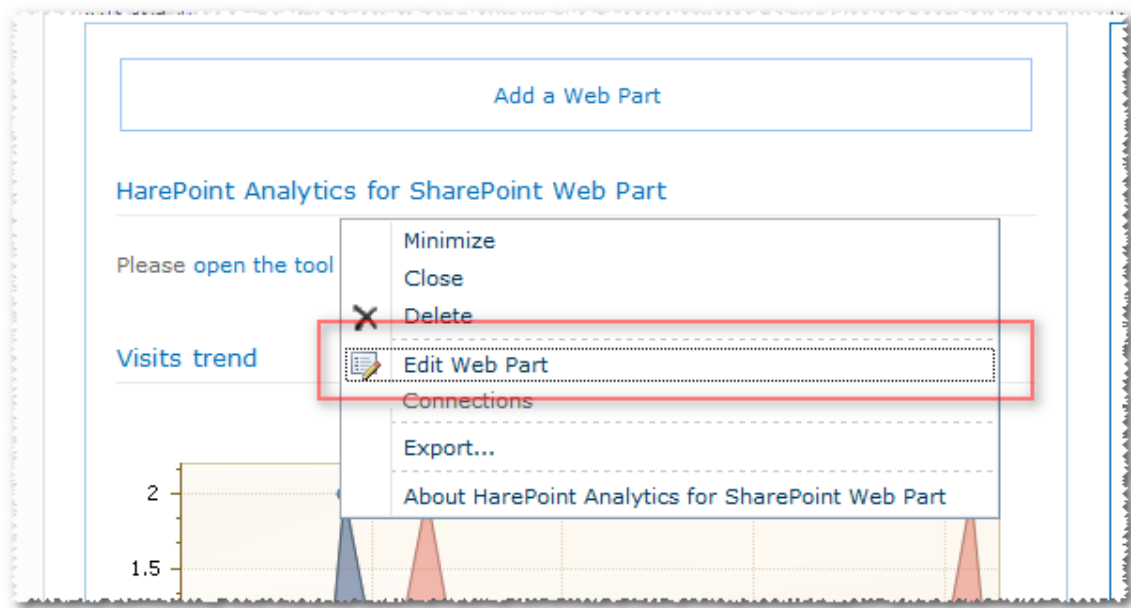 Add a Web Part
HarePoint Analytics for SharePoint Web Part
Minimize
Please open the tool
Close
Delete
Visits trend
Edit Web Part
Connections
Export...
2
About HarePoint Analytics for SharePoint Web Part
1.5